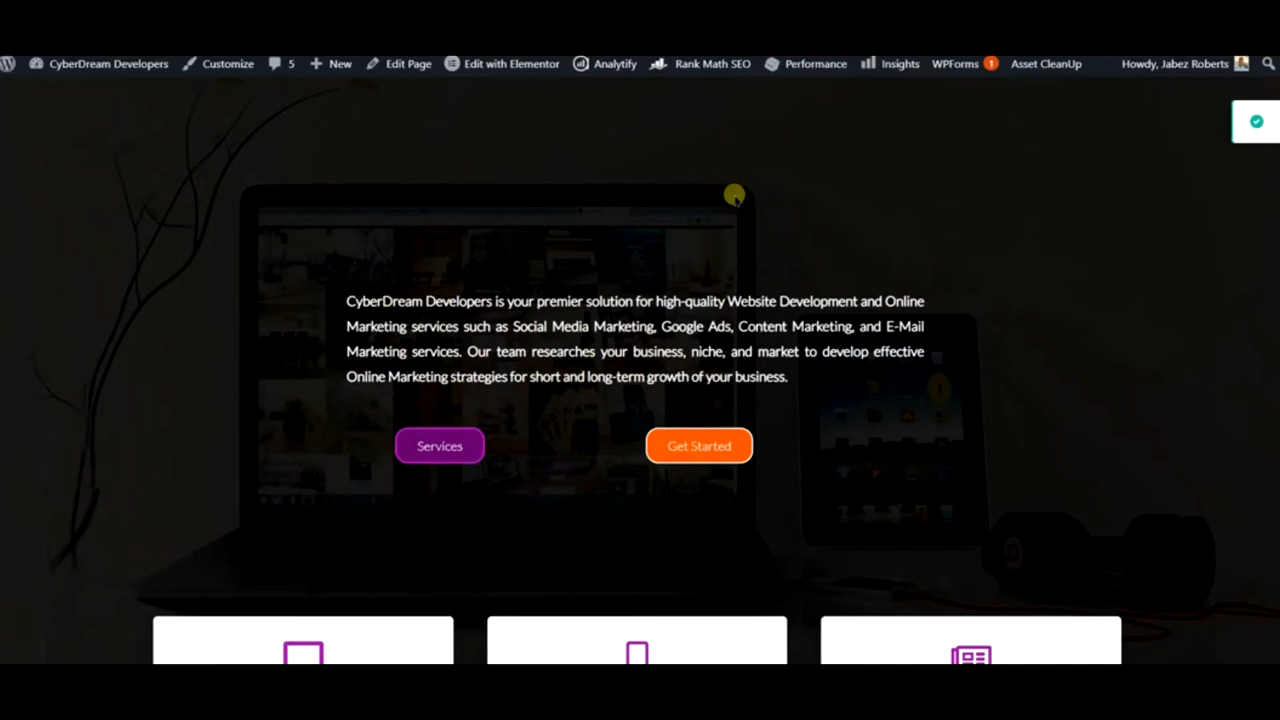 CyberDream Developers Customize 5 New Edit Page Edit with Elementor Analytify Rank Math SEO Performance Insights WPForms 1 Asset CleanUp Howdy, Jabez Roberts
CyberDream Developers is your premier solution for high-quality Website Development and Online
Marketing services such as Social Media Marketing, Google Ads, Content Marketing, and E-Mail
Marketing services. Our team researches your business, niche, and market to develop effective
Online Marketing strategies for short and long-term growth of your business.
Services Get Started